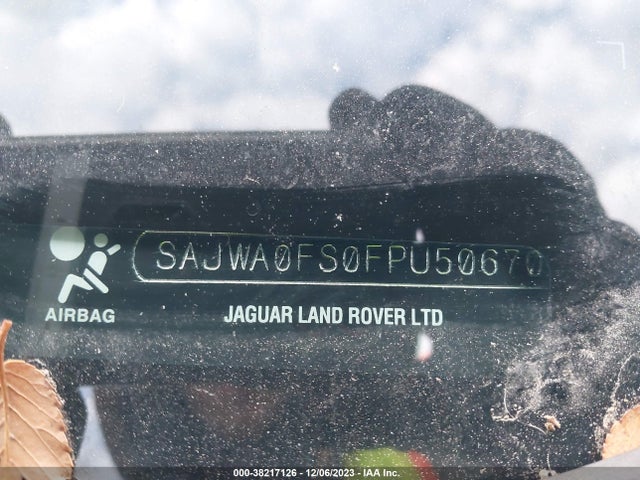 SAJWA0FS0FPU50670
AIRBAG
JAGUAR LAND ROVER LTD
000-38217126 - 12/06/2023 - IAA Inc.